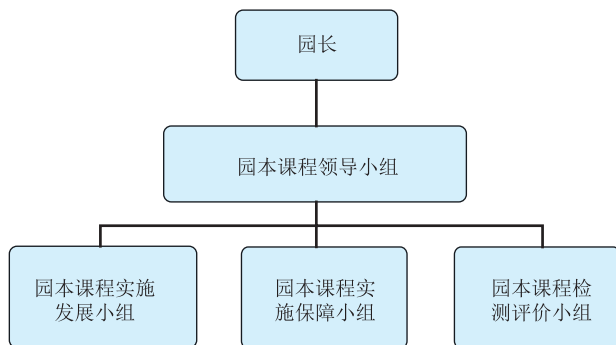 园长
园本课程领导小组
园本课程实施
发展小组
园本课程实
施保障小组
园本课程检
测评价小组